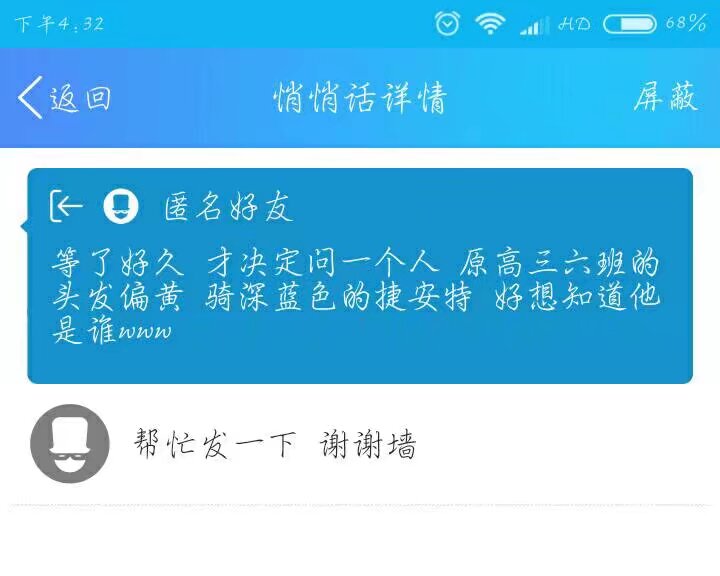 下午4:32
HD
68%
返回
悄悄话详情
屏蔽
匿名好友
等了好久 才决定问一个人 原高三六班的
头发偏黄 骑深蓝色的捷安特 好想知道他
是谁www
帮忙发一下 谢谢墙